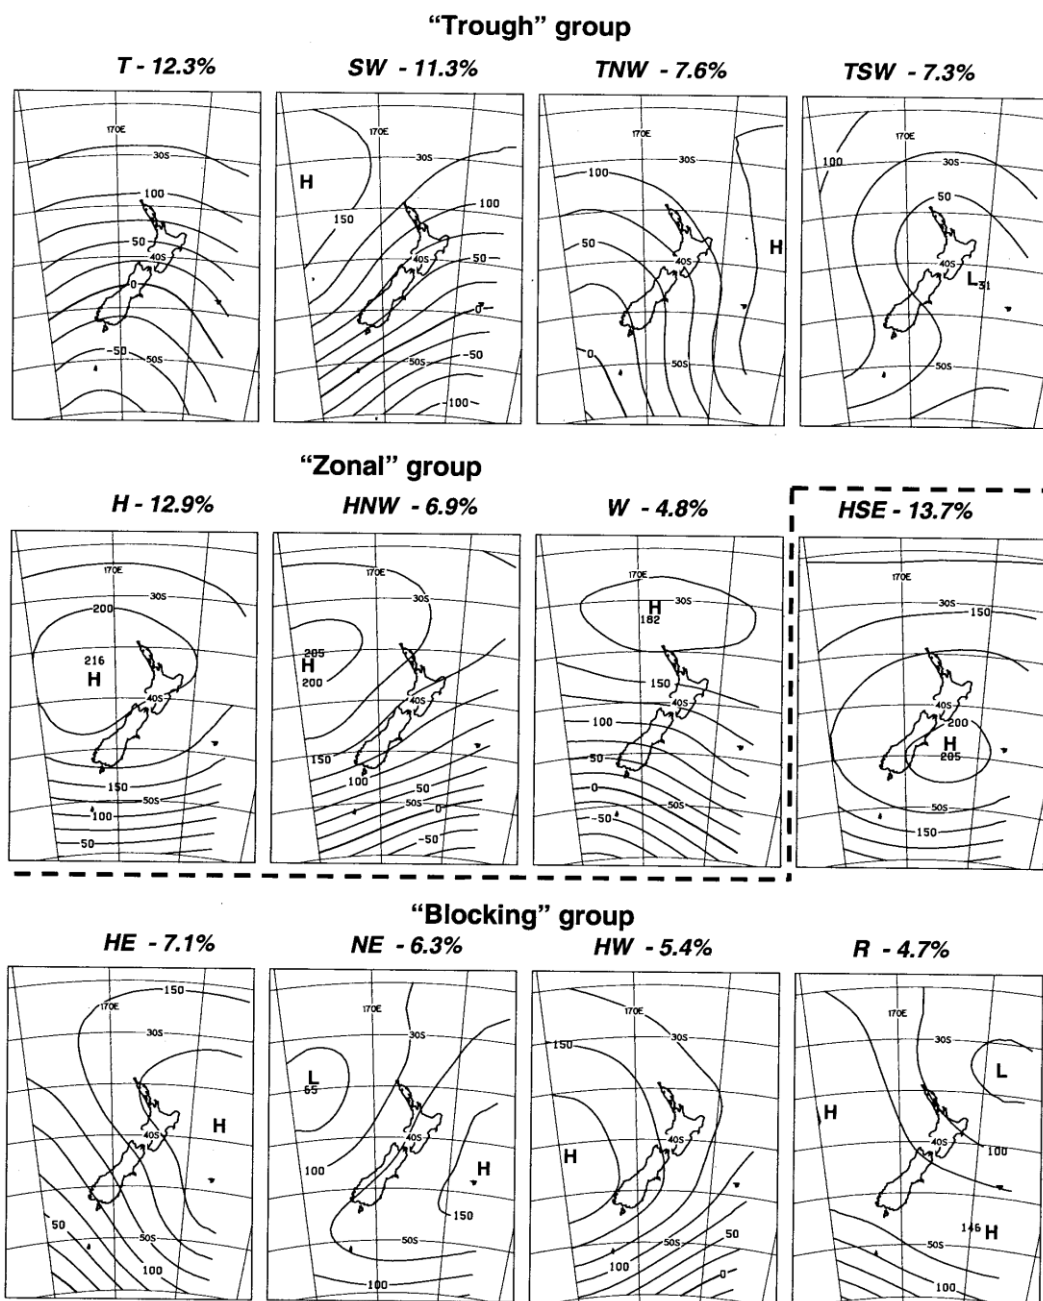 “Trough” group
T - 12.3%
SW - 11.3%
TNW - 7.6%
TSW - 7.3%
170E
30S
100
50
40S
0
-50
50S
170E
30S
H
150
100
50
40S
0
-50
50S
-100
170E
30S
100
50
40S
H
0
50S
170E
100
30S
50
40S
L 31
50S
“Zonal” group
H - 12.9%
HNW - 6.9%
W - 4.8%
HSE - 13.7%
170E
30S
200
216
H
40S
150
50S
100
50
170E
30S
205
H
200
40S
150
100
50
50S
0
-50
170E
H
30S
182
150
40S
100
50
0
50S
-50
170E
30S
150
40S
200
H
205
50S
150
“Blocking” group
HE - 7.1%
NE - 6.3%
HW - 5.4%
R - 4.7%
150
170E
30S
H
40S
50
50S
100
170E
30S
L
65
40S
100
H
150
50S
100
170E
150
30S
40S
H
50S
100
50
0
170E
30S
L
H
40S
100
146 H
50S